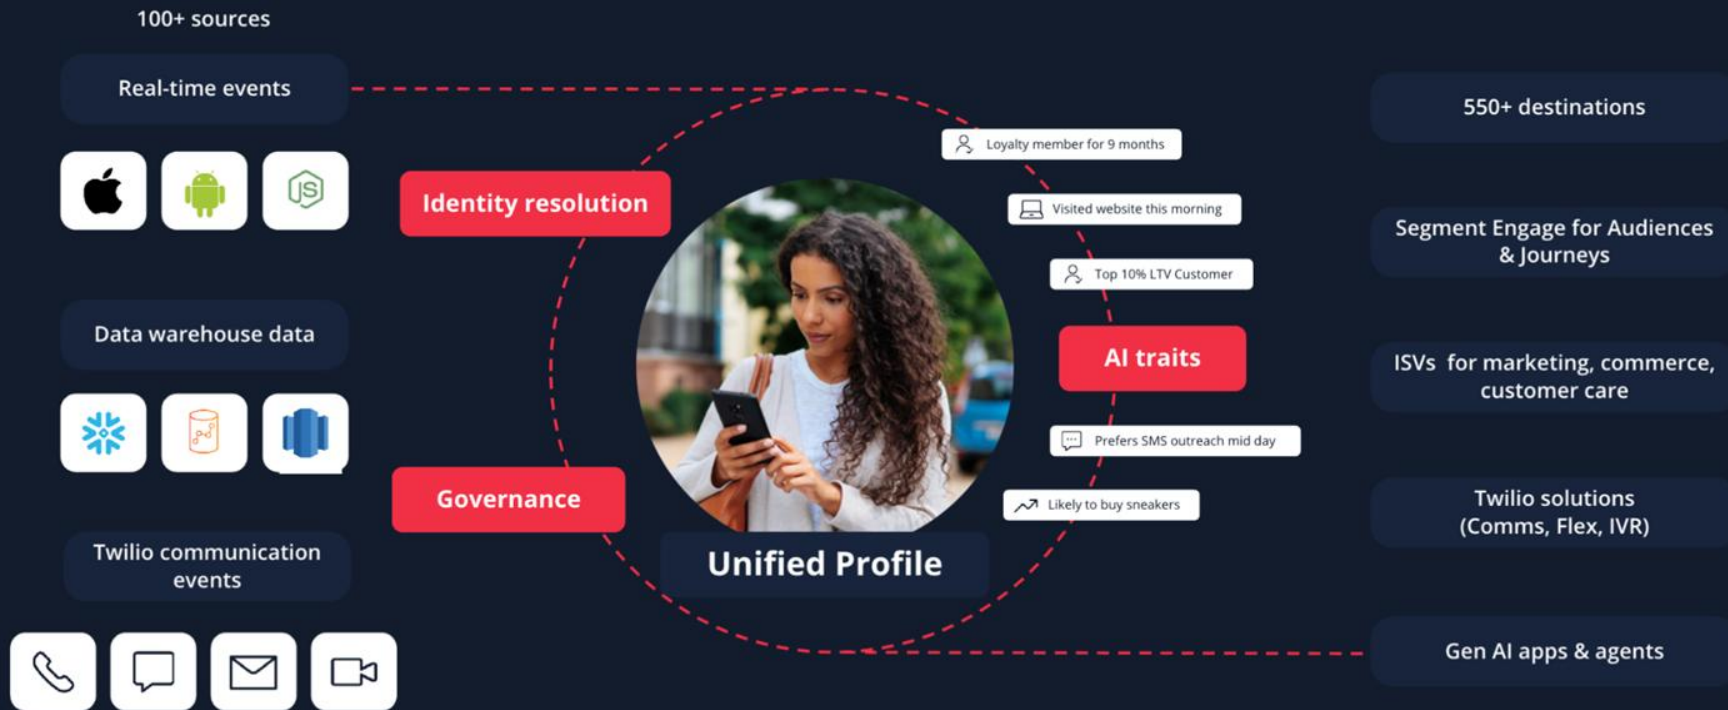 100+ sources
Real-time events
JS
Data warehouse data
Twilio communication
events
Identity resolution
Governance
Unified Profile
Loyalty member for 9 months
Visited website this morning
Top 10% LTV Customer
AI traits
Prefers SMS outreach mid day
Likely to buy sneakers
550+ destinations
Segment Engage for Audiences
& Journeys
ISVs for marketing, commerce,
customer care
Twilio solutions
(Comms, Flex, IVR)
Gen AI apps & agents